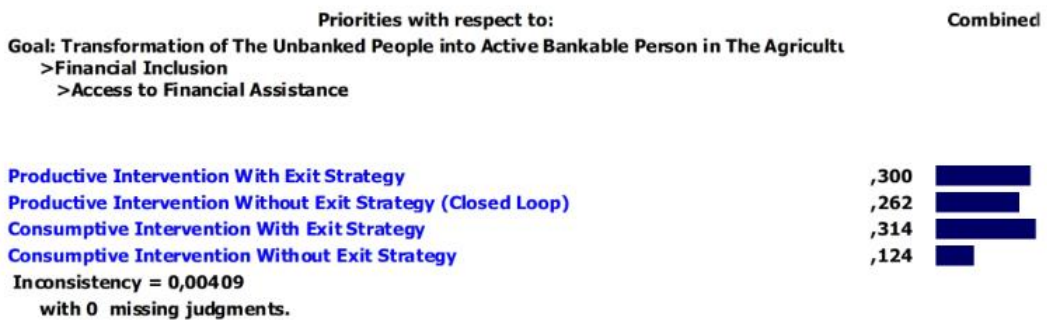 Priorities with respect to: Combined
Goal: Transformation of The Unbanked People into Active Bankable Person in The Agricultu
>Financial Inclusion
>Access to Financial Assistance
Productive Intervention With Exit Strategy ,300
Productive Intervention Without Exit Strategy (Closed Loop) ,262
Consumptive Intervention With Exit Strategy ,314
Consumptive Intervention Without Exit Strategy ,124
Inconsistency = 0,00409
with 0 missing judgments.